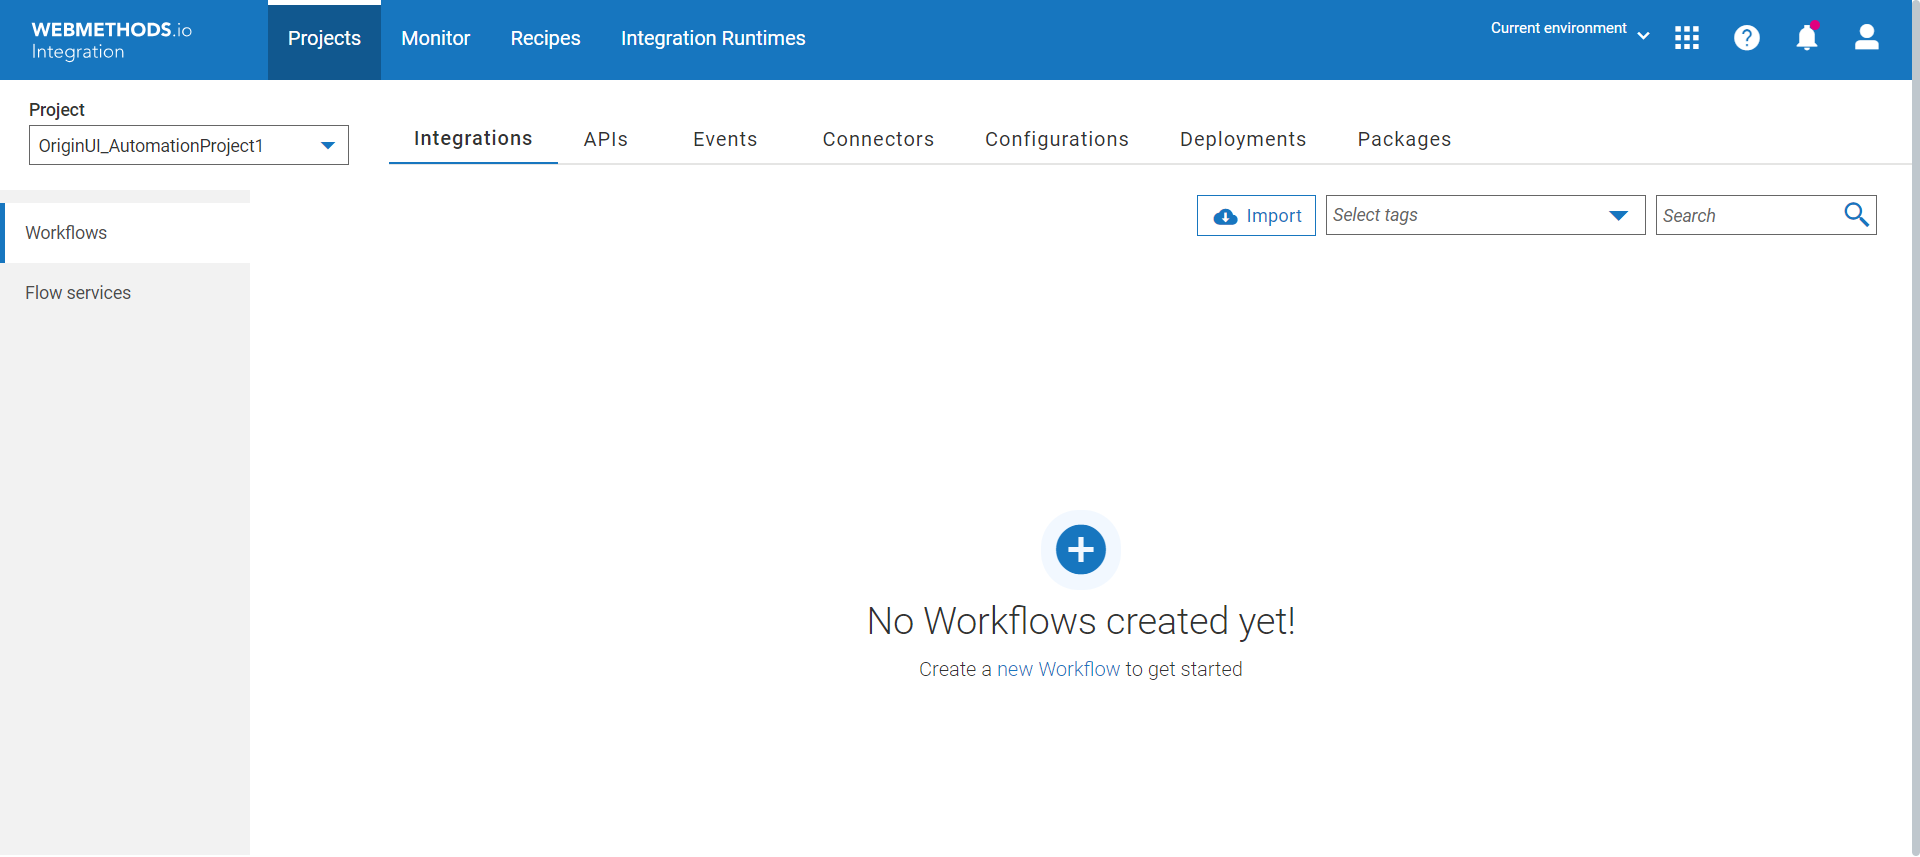 WEBMETHODS.io
Integration
Projects
Monitor
Recipes
Integration Runtimes
Current environment
Project
OriginUI_AutomationProject1
Integrations
APIs
Events
Connectors
Configurations
Deployments
Packages
Import
Select tags
Search
Workflows
Flow services
No Workflows created yet!
Create a new Workflow to get started